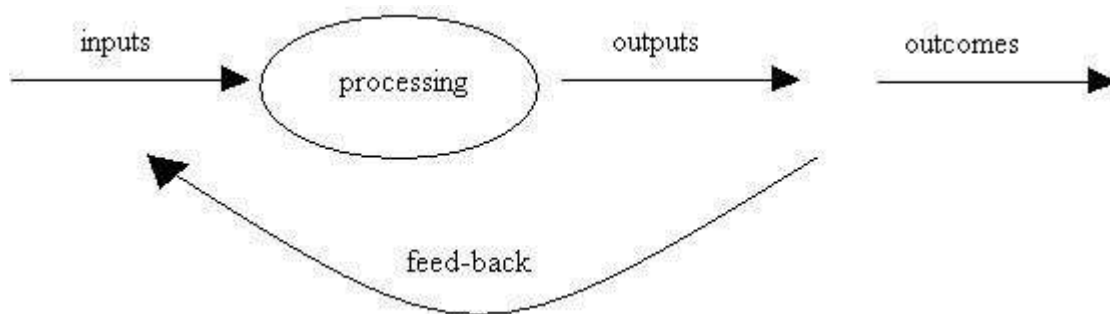 inputs
processing
outputs
outcomes
feed-back